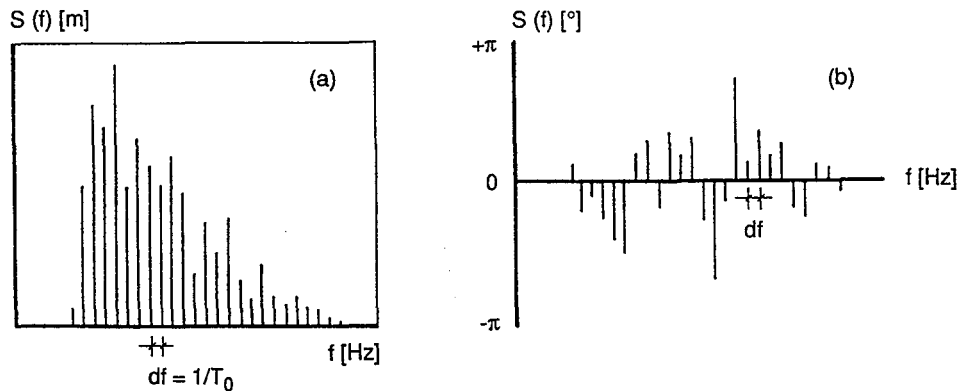 S (f) [m]
(a)
f [Hz]
df = 1/T₀
S (f) [°]
+π
(b)
0
f [Hz]
df
-π